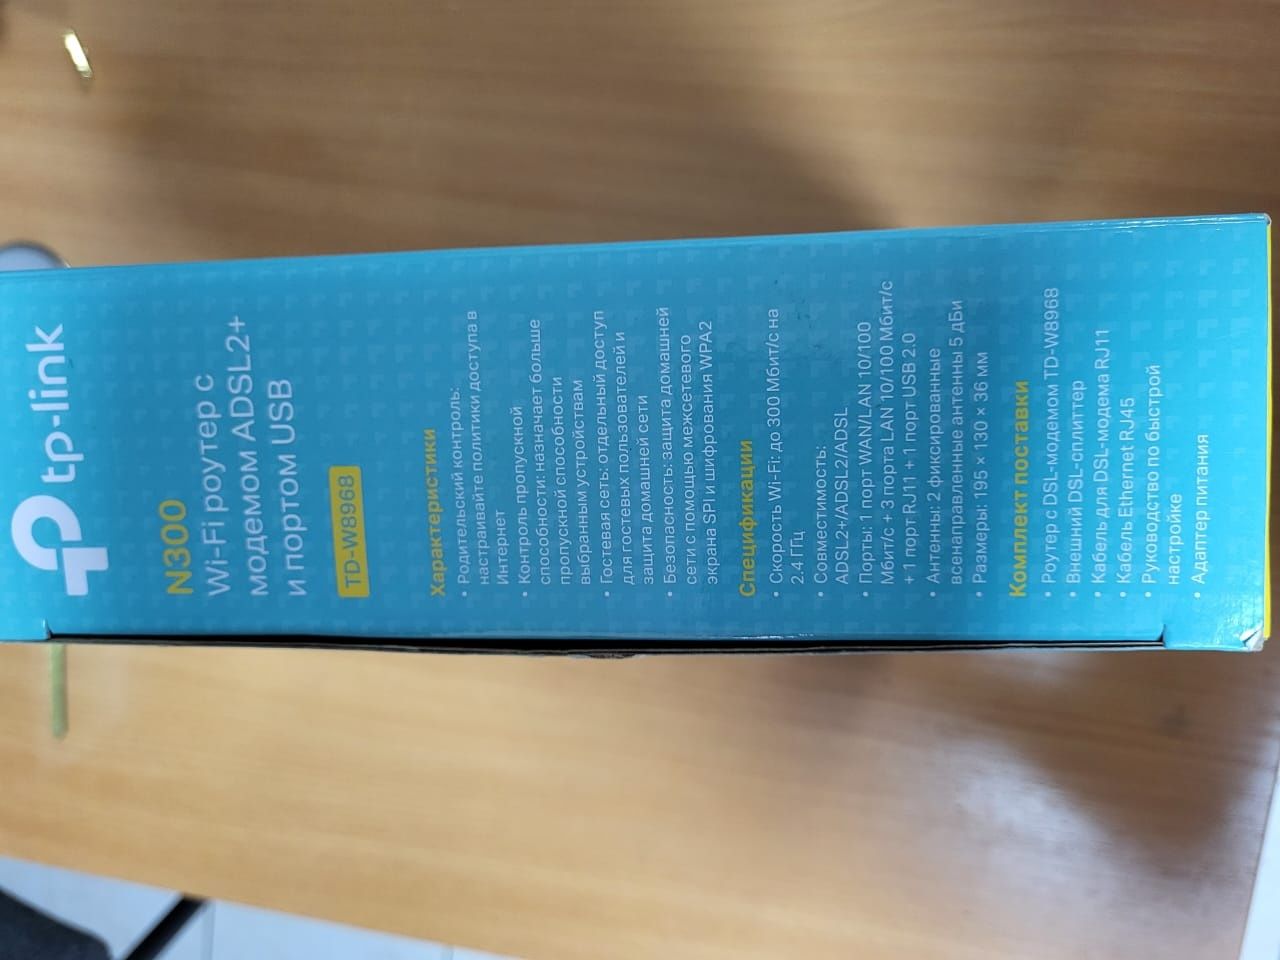 tp-link
N300
Wi-Fi роутер с
модемом ADSL2+
и портом USB
TD-W8968
Характеристики
• Родительский контроль:
настраивайте политики доступа в
Интернет
• Контроль пропускной
способности: назначает больше
пропускной способности
выбранным устройствам
• Гостевая сеть: отдельный доступ
для гостевых пользователей и
защита домашней сети
• Безопасность: защита домашней
сети с помощью межсетевого
экрана SPI и шифрования WPA2
Спецификации
• Скорость Wi-Fi: до 300 Мбит/с на
2.4 ГГц
• Совместимость:
ADSL2+/ADSL2/ADSL
• Порты: 1 порт WAN/LAN 10/100
Мбит/с + 3 порта LAN 10/100 Мбит/с
+ 1 порт RJ11 + 1 порт USB 2.0
• Антенны: 2 фиксированные
всенаправленные антенны 5 дБи
• Размеры: 195 × 130 × 36 мм
Комплект поставки
• Роутер с DSL-модемом TD-W8968
• Внешний DSL-сплиттер
• Кабель для DSL-модема RJ11
• Кабель Ethernet RJ45
• Руководство по быстрой
настройке
• Адаптер питания